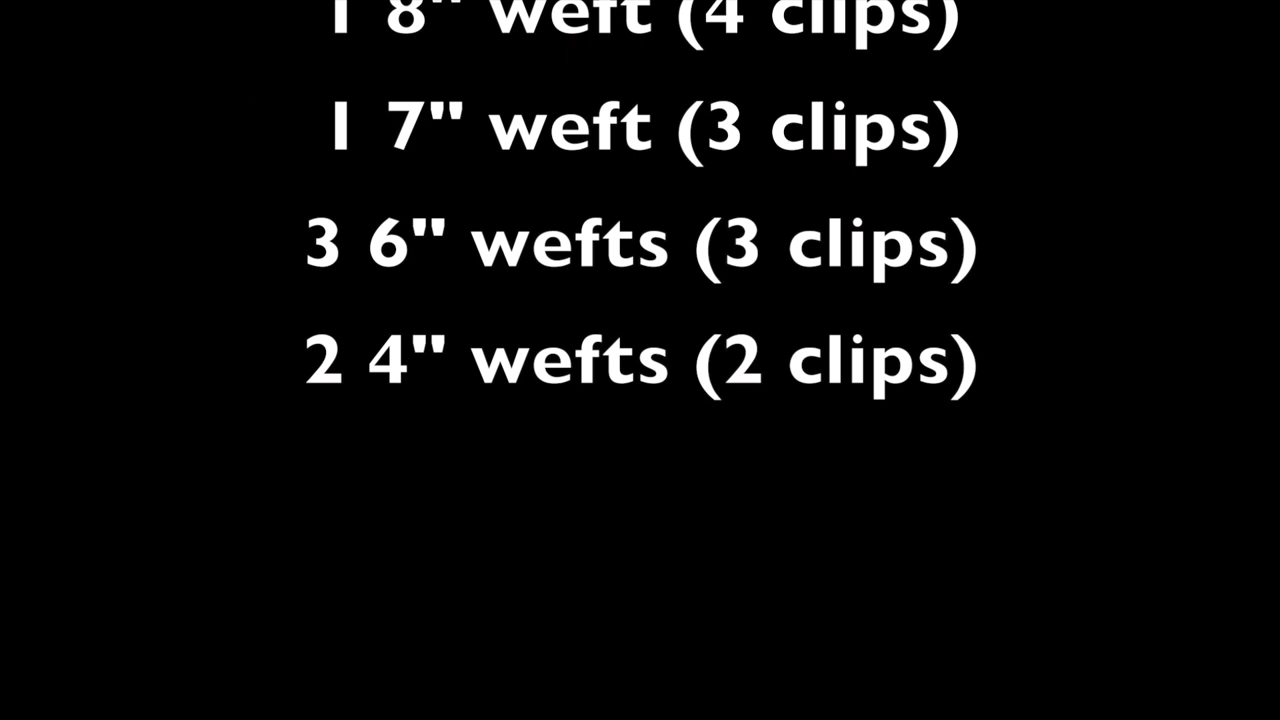 1 8" weft (4 clips)
1 7" weft (3 clips)
3 6" wefts (3 clips)
2 4" wefts (2 clips)